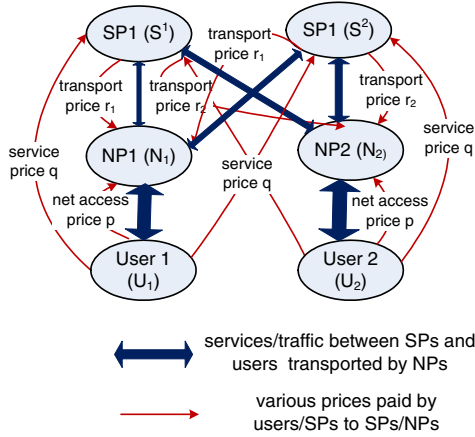 SP1 (S¹)
SP1 (S²)
transport
price r₁
transport
price r₂
transport
price r₁
transport
price r₂
NP1 (N₁)
NP2 (N₂)
service
price q
service
price q
service
price q
net access
price p
net access
price p
User 1
(U₁)
User 2
(U₂)
services/traffic between SPs and
users transported by NPs
various prices paid by
users/SPs to SPs/NPs